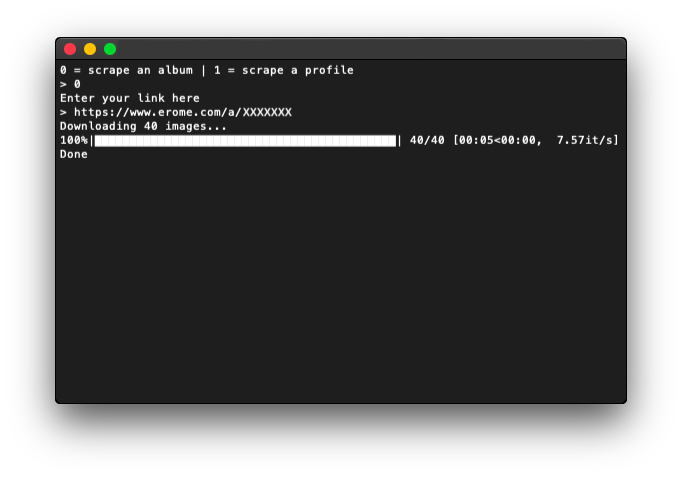 0 = scrape an album | 1 = scrape a profile
> 0
Enter your link here
> https://www.erome.com/a/XXXXXXX
Downloading 40 images...
100%|███████████████████████████████████████████| 40/40 [00:05<00:00,  7.57it/s]
Done